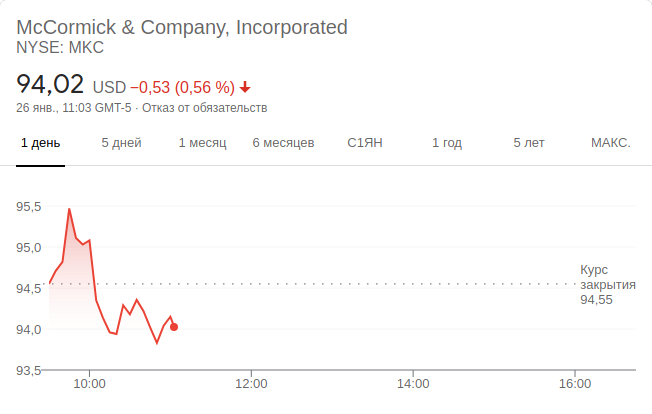 McCormick & Company, Incorporated
NYSE: MKC
94,02 USD −0,53 (0,56 %)
26 янв., 11:03 GMT-5 · Отказ от обязательств
1 день 5 дней 1 месяц 6 месяцев С1ЯН 1 год 5 лет МАКС.
95,5
95,0
Курс
94,5 закрытия
94,55
94,0
93,5
10:00 12:00 14:00 16:00